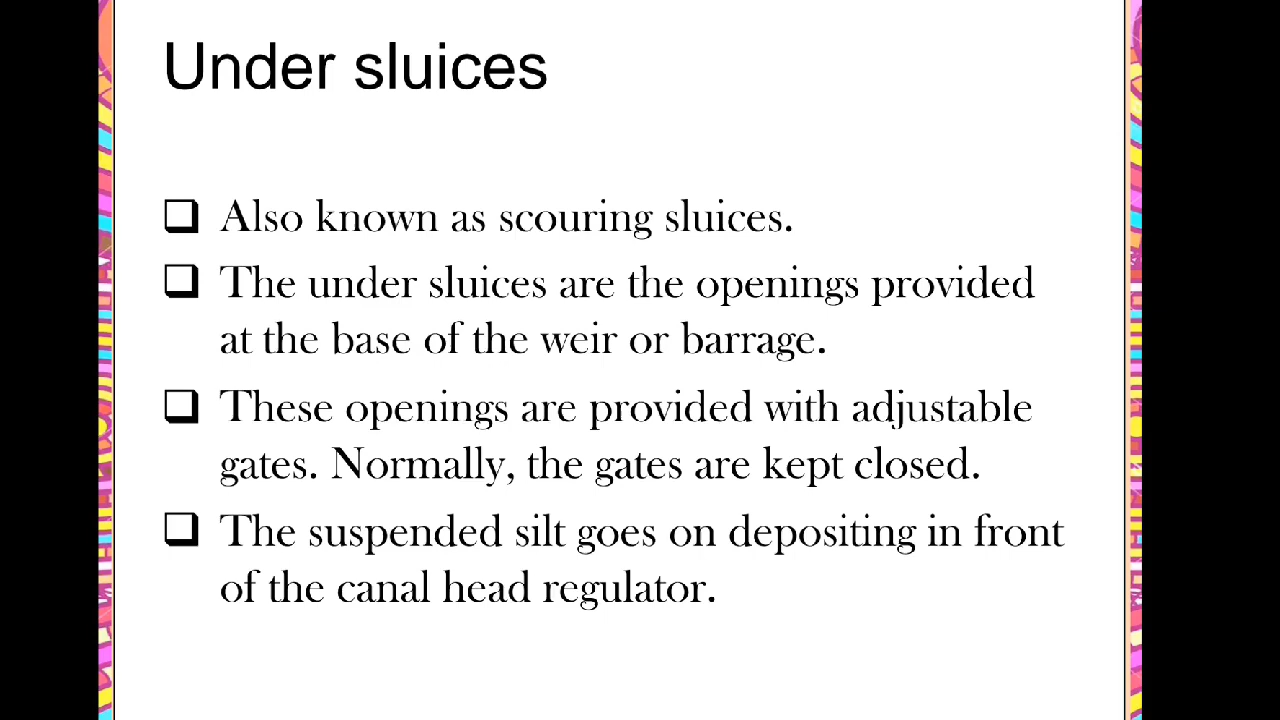 Under sluices
Also known as scouring sluices.
The under sluices are the openings provided
at the base of the weir or barrage.
These openings are provided with adjustable
gates. Normally, the gates are kept closed.
The suspended silt goes on depositing in front
of the canal head regulator.